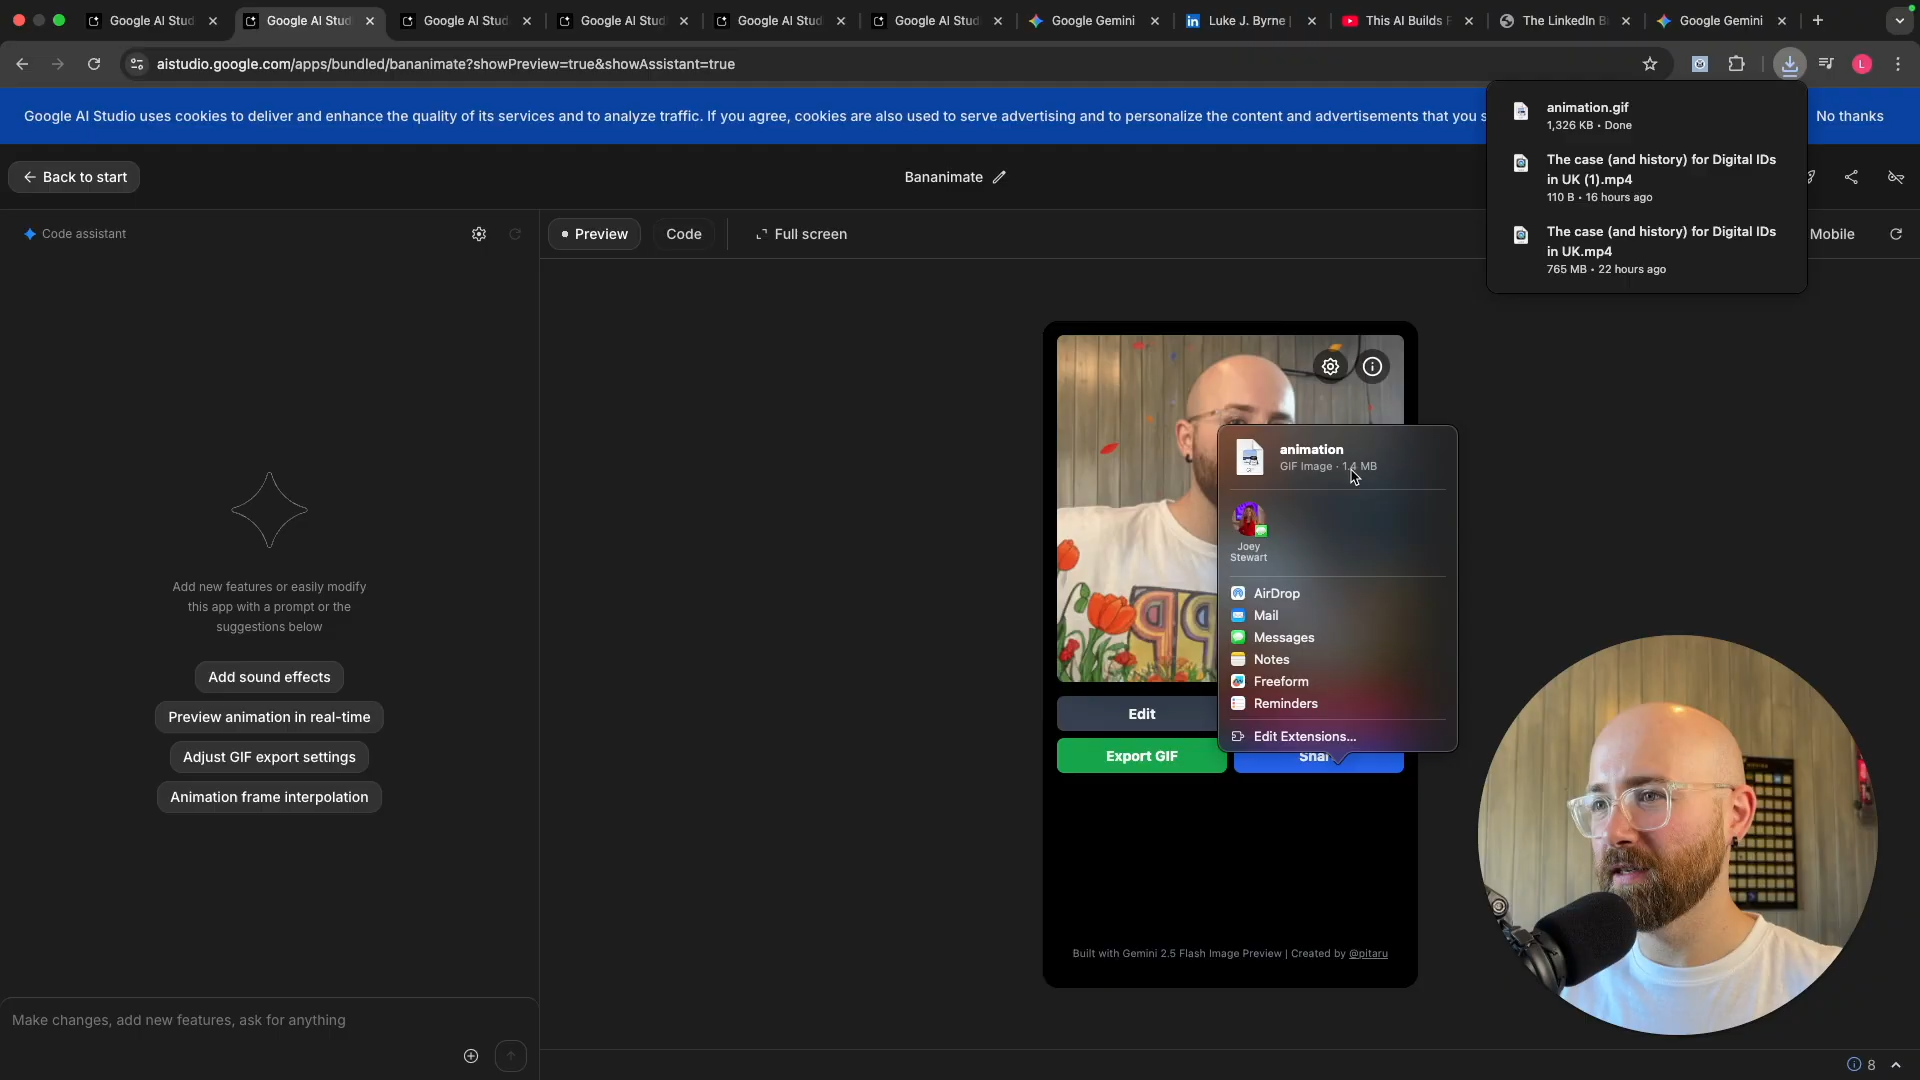 Google AI Stud
Google AI Studi
Google AI Stud
Google AI Stud
Google AI Stud
Google AI Stud
Google Gemini
Luke J. Byrne |
This AI Builds
The LinkedIn B
Google Gemini
aistudio.google.com/apps/bundled/bananimate?showPreview=true&showAssistant=true
L
Google AI Studio uses cookies to deliver and enhance the quality of its services and to analyze traffic. If you agree, cookies are also used to serve advertising and to personalize the content and advertisements that you s
No thanks
animation.gif
1,326 KB • Done
The case (and history) for Digital IDs
in UK (1).mp4
110 B • 16 hours ago
The case (and history) for Digital IDs
in UK.mp4
765 MB • 22 hours ago
Back to start
Bananimate
Code assistant
Preview
Code
Full screen
Mobile
animation
GIF Image · 1.4 MB
Joey
Stewart
AirDrop
Mail
Messages
Notes
Freeform
Reminders
Edit Extensions...
Edit
Export GIF
Shar
Add new features or easily modify
this app with a prompt or the
suggestions below
Add sound effects
Preview animation in real-time
Adjust GIF export settings
Animation frame interpolation
Built with Gemini 2.5 Flash Image Preview | Created by @pitaru
Make changes, add new features, ask for anything
8